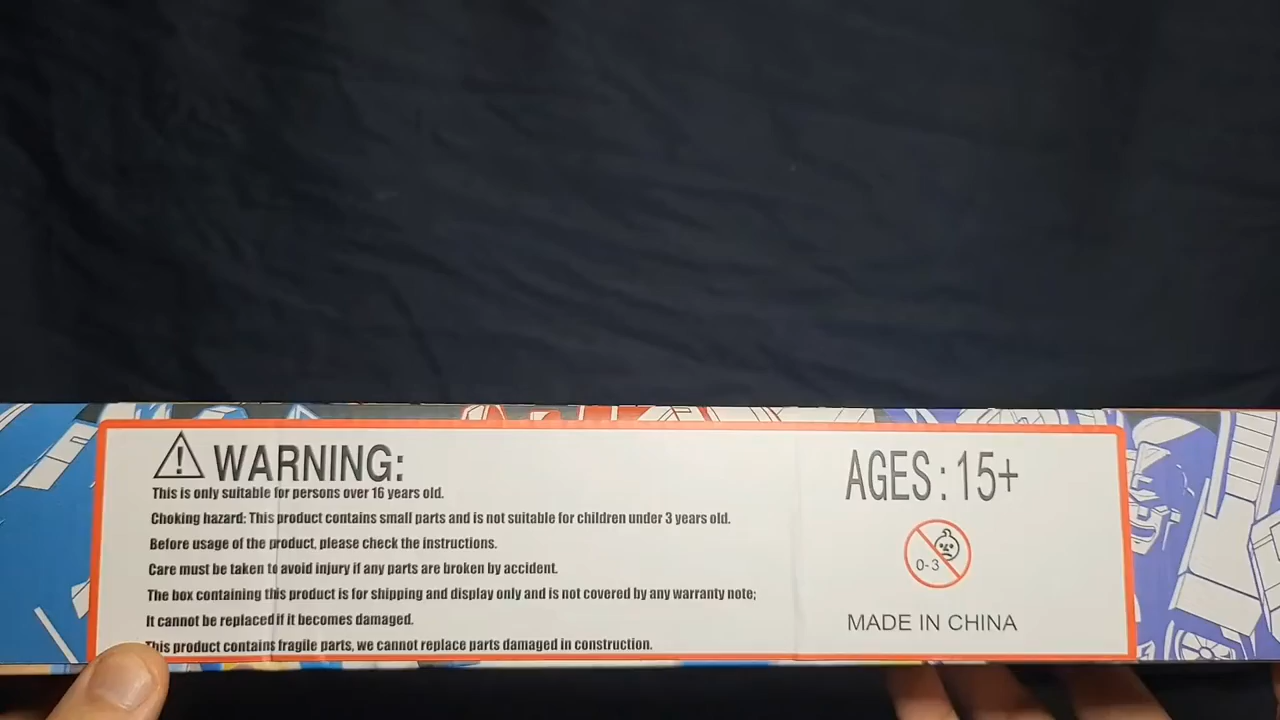 WARNING:
This is only suitable for persons over 16 years old.
Choking hazard: This product contains small parts and is not suitable for children under 3 years old.
Before usage of the product, please check the instructions.
Care must be taken to avoid injury if any parts are broken by accident.
The box containing this product is for shipping and display only and is not covered by any warranty note;
It cannot be replaced if it becomes damaged.
This product contains fragile parts, we cannot replace parts damaged in construction.
AGES : 15+
0-3
MADE IN CHINA